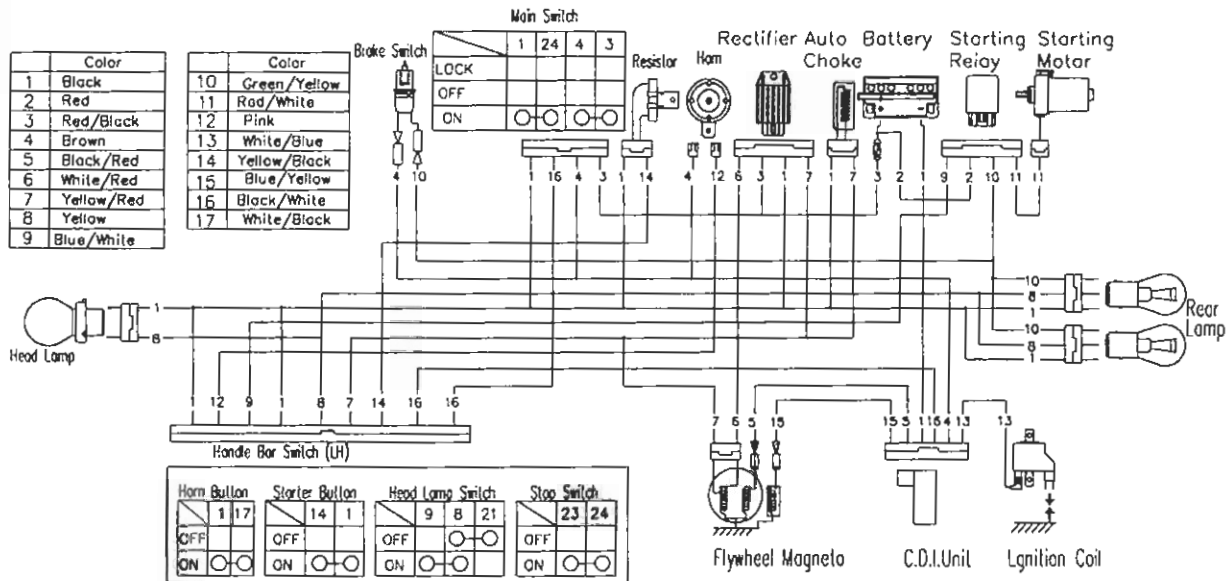 Main Switch
1 24 4 3
LOCK
OFF
ON
Color
1 Black
2 Red
3 Red/Black
4 Brown
5 Black/Red
6 White/Red
7 Yellow/Red
8 Yellow
9 Blue/White
Color
10 Green/Yellow
11 Rad/White
12 Pink
13 White/Blue
14 Yellow/Black
15 Blue/Yellow
16 Black/White
17 White/Black
Brake Switch
Resistor
Horn
Rectifier
Auto
Choke
Battery
Starting
Relay
Starting
Motor
4 10
1 16 4 3
1 14
4 12
6 3 1 7
1 7
3 2 1
9 2 10 11
11
Head Lamp
1
8
10
8
1
10
8
1
Rear
Lamp
1 12 9 1 8 7 14 16 16
Handle Bar Switch (LH)
7 6 5 15
15 5 1 16 4 13
13
Horn Button
1 17
OFF
ON
Starter Button
14 1
OFF
ON
Head Lamp Switch
9 8 21
OFF
ON
Stop Switch
23 24
OFF
ON
Flywheel Magneto
C.D.I.Unit
Lgnition Coil